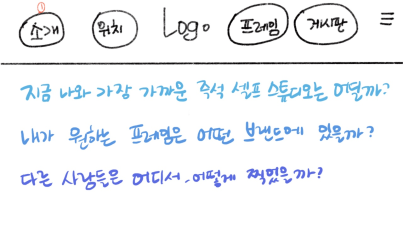 ①
소개 위치 Logo 프레임 게시판
지금 나와 가장 가까운 즉석 셀프 스튜디오는 어딜까?
내가 원하는 프레임은 어떤 브랜드에 있을까?
다른 사람들은 어디서, 어떻게 찍었을까?